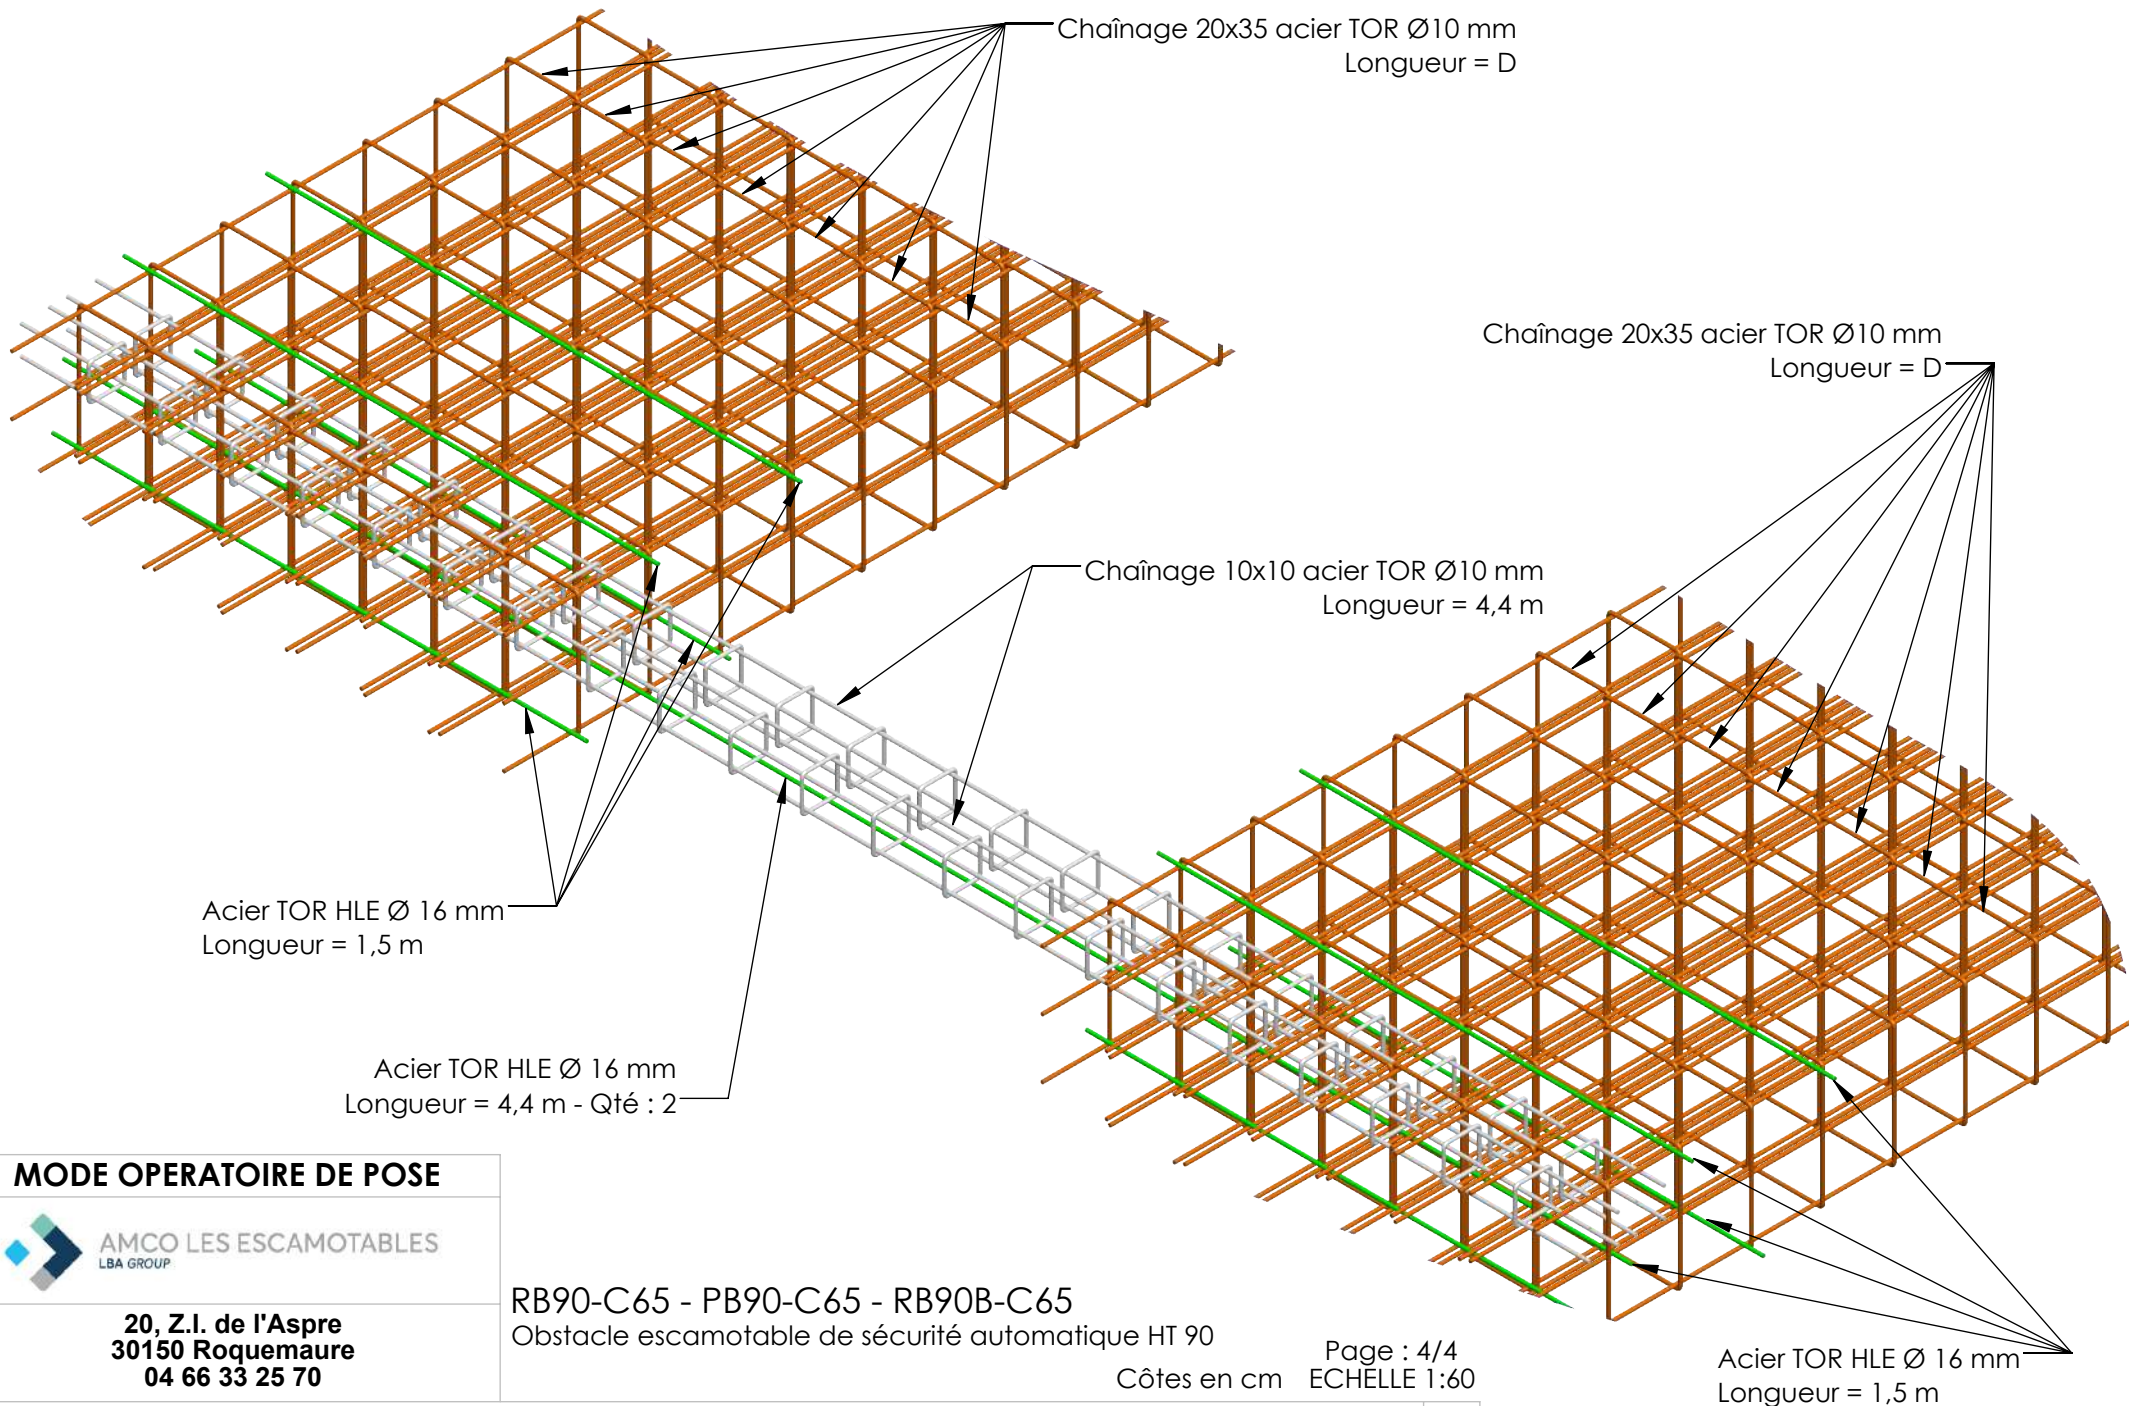 Chaînage 20x35 acier TOR Ø10 mm
Longueur = D
Chaînage 20x35 acier TOR Ø10 mm
Longueur = D
Chaînage 10x10 acier TOR Ø10 mm
Longueur = 4,4 m
Acier TOR HLE Ø 16 mm
Longueur = 1,5 m
Acier TOR HLE Ø 16 mm
Longueur = 4,4 m - Qté : 2
MODE OPERATOIRE DE POSE
AMCO LES ESCAMOTABLES
LBA GROUP
20, Z.I. de l'Aspre
30150 Roquemaure
04 66 33 25 70
RB90-C65 - PB90-C65 - RB90B-C65
Obstacle escamotable de sécurité automatique HT 90
Page : 4/4
Côtes en cm ECHELLE 1:60
Acier TOR HLE Ø 16 mm
Longueur = 1,5 m